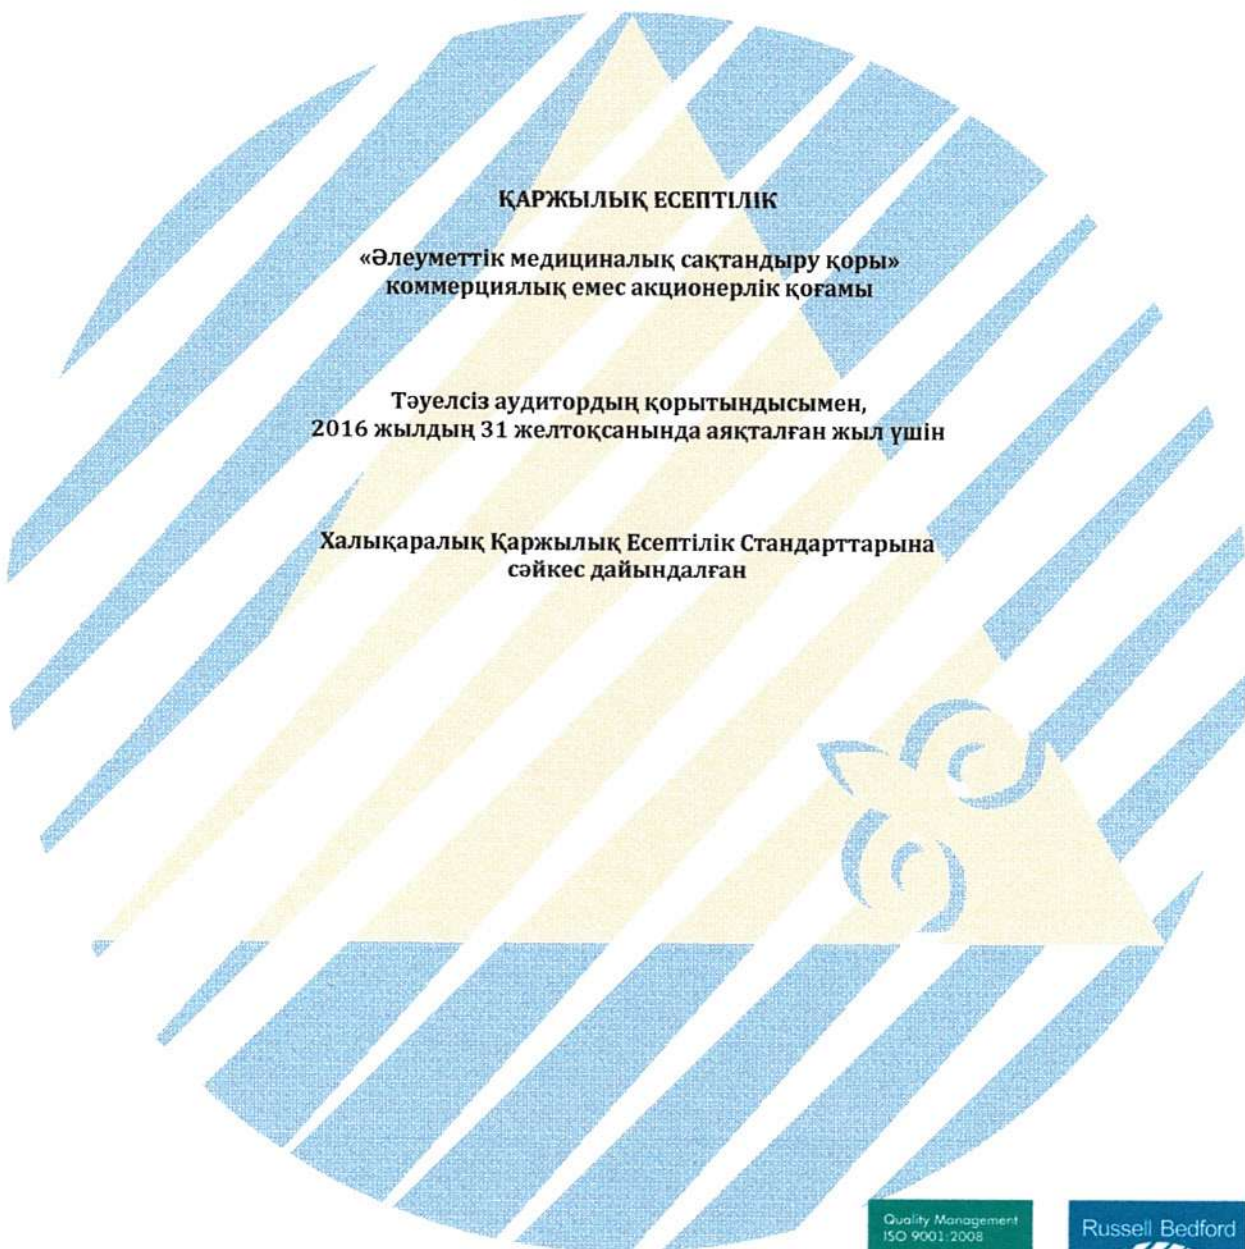 ҚАРЖЫЛЫҚ ЕСЕПТІЛІК
«Әлеуметтік медициналық сақтандыру қоры»
коммерциялық емес акционерлік қоғамы
Тәуелсіз аудитордың қорытындысымен,
2016 жылдың 31 желтоқсанында аяқталған жыл үшін
Халықаралық Қаржылық Есептілік Стандарттарына
сәйкес дайындалған
Quality Management
ISO 9001:2008
Russell Bedford